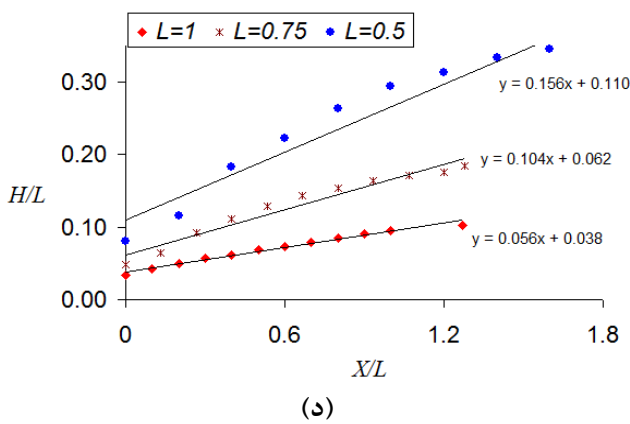 L=1 L=0.75 L=0.5
0.30
y = 0.156x + 0.110
0.20
y = 0.104x + 0.062
H/L
0.10
y = 0.056x + 0.038
0.00
0 0.6 1.2 1.8
X/L
(د)